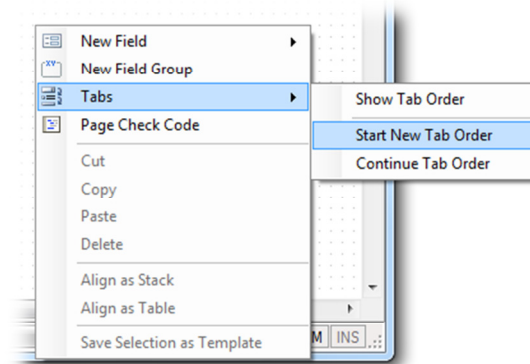 New Field
New Field Group
Tabs
Page Check Code
Cut
Copy
Paste
Delete
Align as Stack
Align as Table
Save Selection as Template
Show Tab Order
Start New Tab Order
Continue Tab Order
M INS